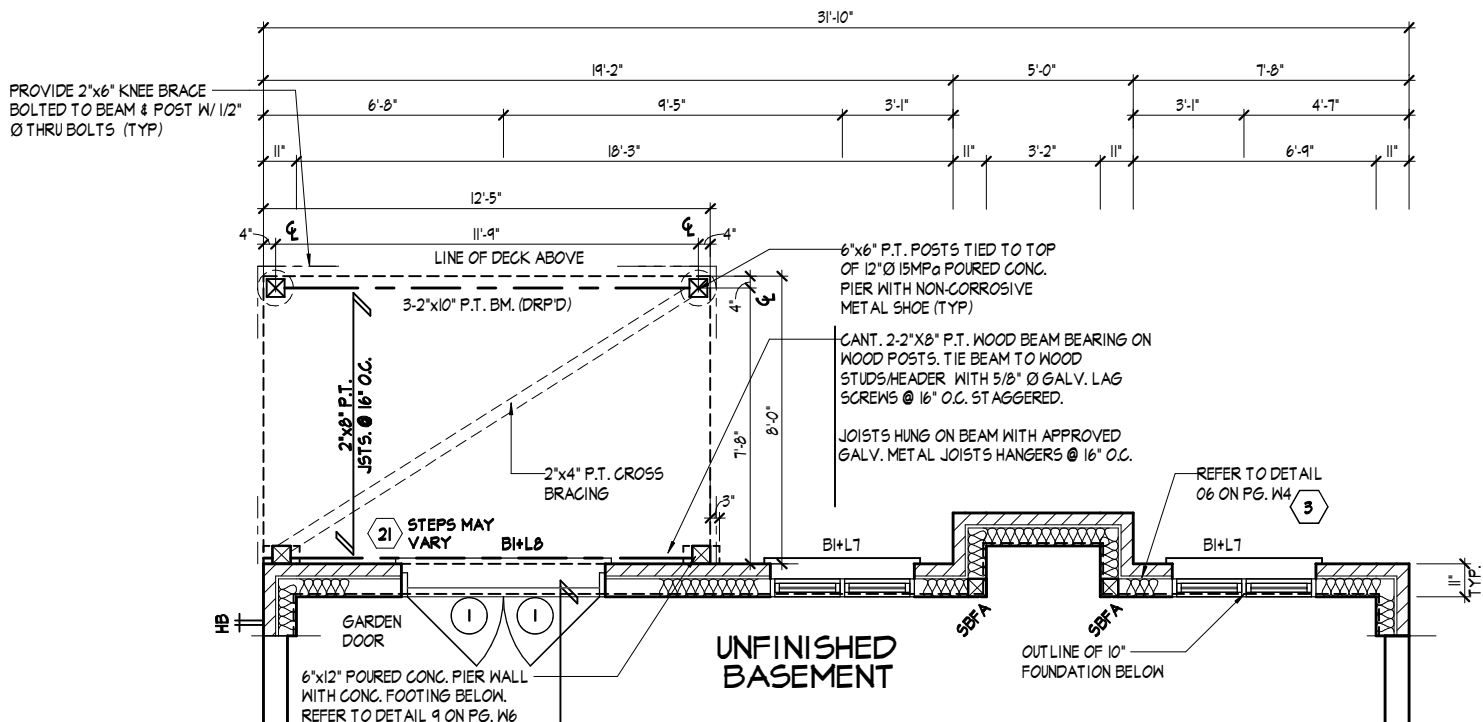 31'-10"
19'-2"
5'-0"
7'-8"
PROVIDE 2"x6" KNEE BRACE
BOLTED TO BEAM & POST W/ 1/2"
Ø THRU BOLTS (TYP)
6'-8"
9'-5"
3'-1"
3'-1"
4'-7"
11"
18'-3"
11"
3'-2"
11"
6'-9"
11"
12'-5"
4"
℄
11'-9"
℄
4"
LINE OF DECK ABOVE
3-2"x10" P.T. BM. (DRP'D)
4"
℄
6"x6" P.T. POSTS TIED TO TOP
OF 12"Ø 15MPa POURED CONC.
PIER WITH NON-CORROSIVE
METAL SHOE (TYP)
CANT. 2-2"X8" P.T. WOOD BEAM BEARING ON
WOOD POSTS. TIE BEAM TO WOOD
STUDS/HEADER WITH 5/8" Ø GALV. LAG
SCREWS @ 16" O.C. STAGGERED.
JOISTS HUNG ON BEAM WITH APPROVED
GALV. METAL JOISTS HANGERS @ 16" O.C.
2"x8" P.T.
JSTS. @ 16" O.C.
7'-8"
8'-0"
2"x4" P.T. CROSS
BRACING
3"
REFER TO DETAIL
06 ON PG. W4
3
21
STEPS MAY
VARY
B1+L8
B1+L7
B1+L7
11"
TYP.
HB
GARDEN
DOOR
1
1
SBFA
SBFA
UNFINISHED
BASEMENT
OUTLINE OF 10"
FOUNDATION BELOW
6"x12" POURED CONC. PIER WALL
WITH CONC. FOOTING BELOW.
REFER TO DETAIL 9 ON PG. W6